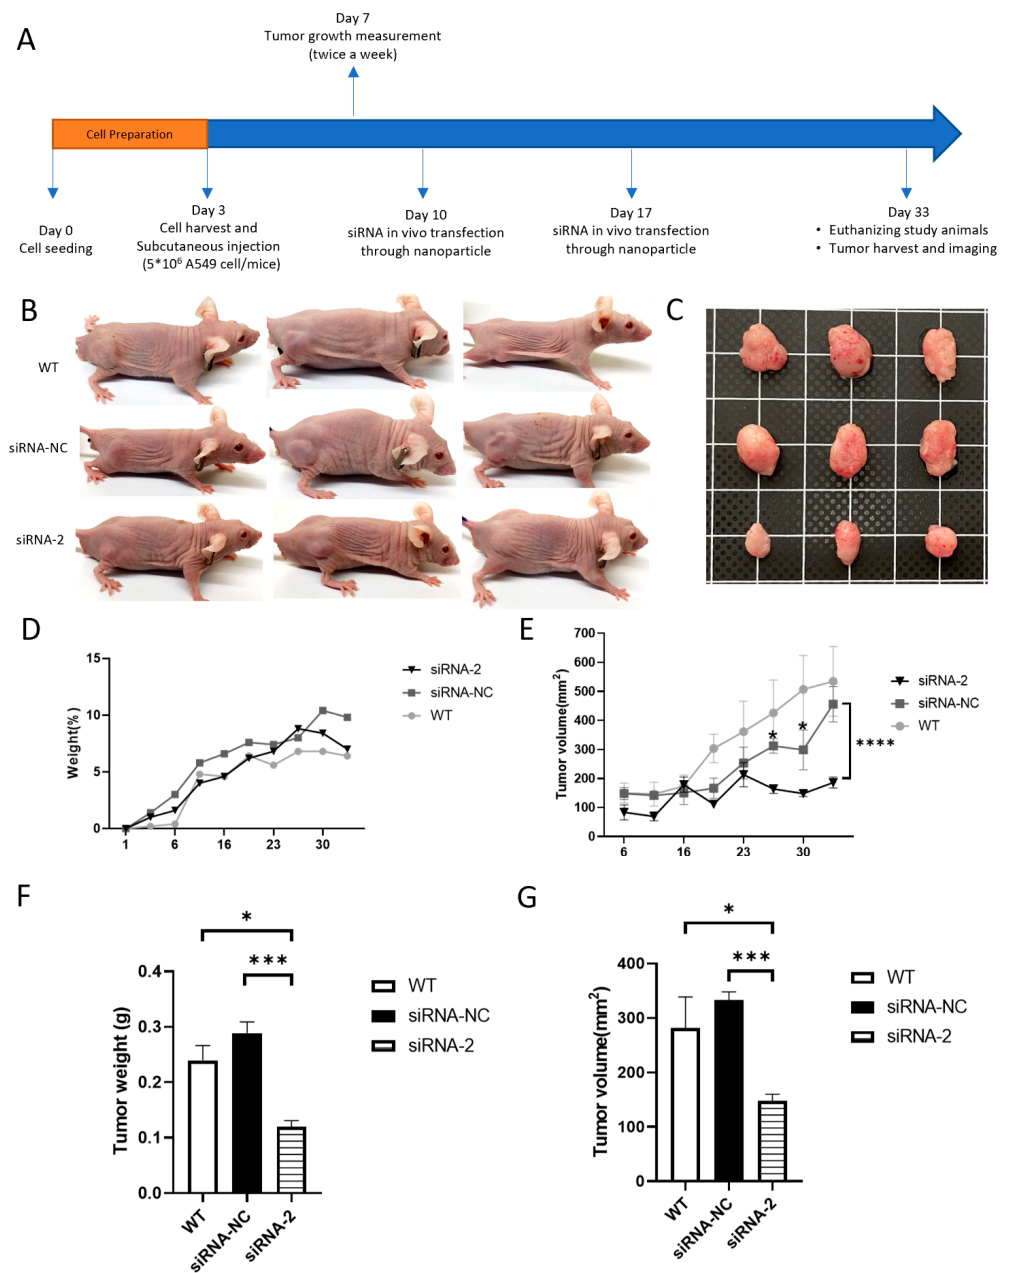 A
Day 7
Tumor growth measurement
(twice a week)
Cell Preparation
Day 0
Cell seeding
Day 3
Cell harvest and
Subcutaneous injection
(5*10⁶ A549 cell/mice)
Day 10
siRNA in vivo transfection
through nanoparticle
Day 17
siRNA in vivo transfection
through nanoparticle
Day 33
• Euthanizing study animals
• Tumor harvest and imaging
B
WT
siRNA-NC
siRNA-2
C
D
Weight(%)
15
10
5
0
1 6 16 23 30
siRNA-2
siRNA-NC
WT
E
Tumor volume(mm²)
700
600
500
400
300
200
100
0
6 16 23 30
* *
****
siRNA-2
siRNA-NC
WT
F
*
***
Tumor weight (g)
0.4
0.3
0.2
0.1
0.0
WT
siRNA-NC
siRNA-2
WT
siRNA-NC
siRNA-2
G
*
***
Tumor volume(mm²)
400
300
200
100
0
WT
siRNA-NC
siRNA-2
WT
siRNA-NC
siRNA-2